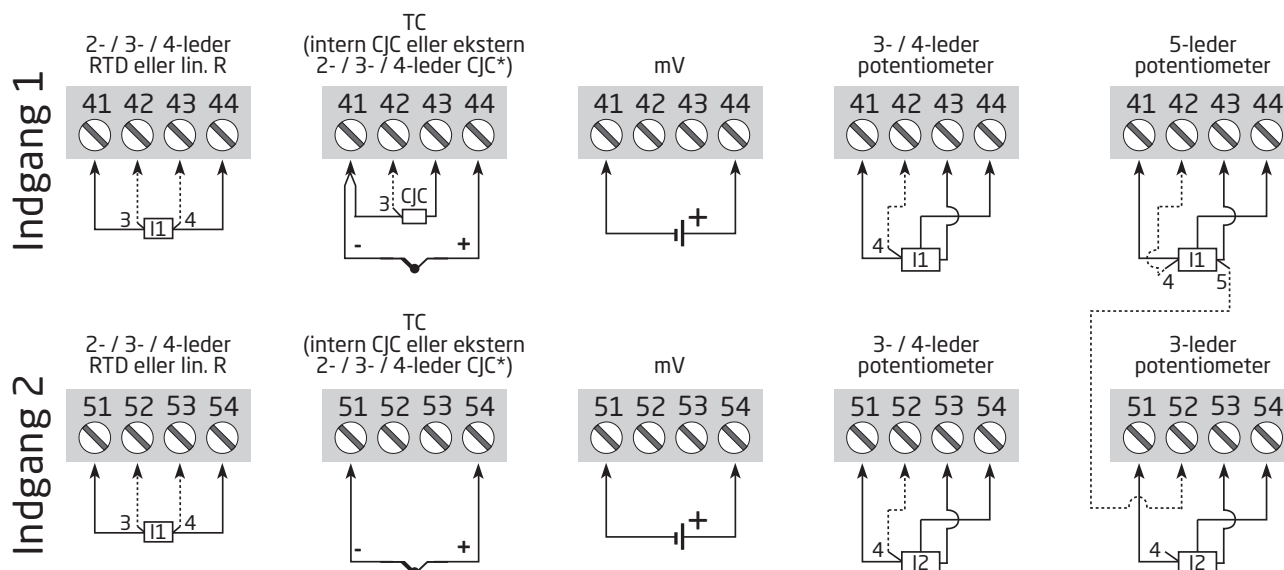 Indgang 1
2- / 3- / 4-leder
RTD eller lin. R
41 42 43 44
3 I1 4
TC
(intern CJC eller ekstern
2- / 3- / 4-leder CJC*)
41 42 43 44
3 CJC
- +
mV
41 42 43 44
+
3- / 4-leder
potentiometer
41 42 43 44
4 I1
5-leder
potentiometer
41 42 43 44
4 I1 5
Indgang 2
2- / 3- / 4-leder
RTD eller lin. R
51 52 53 54
3 I1 4
TC
(intern CJC eller ekstern
2- / 3- / 4-leder CJC*)
51 52 53 54
- +
mV
51 52 53 54
+
3- / 4-leder
potentiometer
51 52 53 54
4 I2
3-leder
potentiometer
51 52 53 54
4 I2